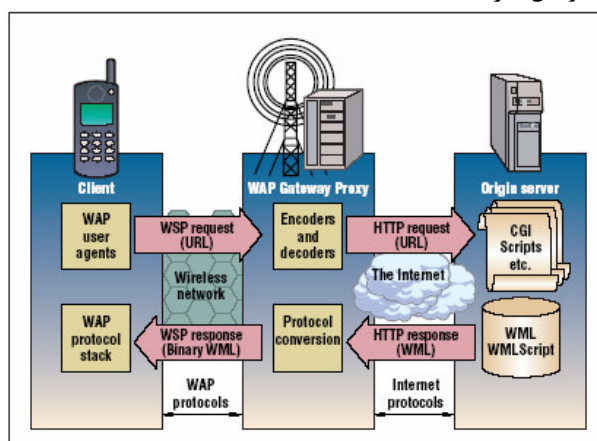 Client
WAP Gateway Proxy
Origin server
WAP
user
agents
WSP request
(URL)
Encoders
and
decoders
HTTP request
(URL)
CGI
Scripts
etc.
Wireless
network
The Internet
WAP
protocol
stack
WSP response
(Binary WML)
Protocol
conversion
HTTP response
(WML)
WML
WMLScript
WAP
protocols
Internet
protocols